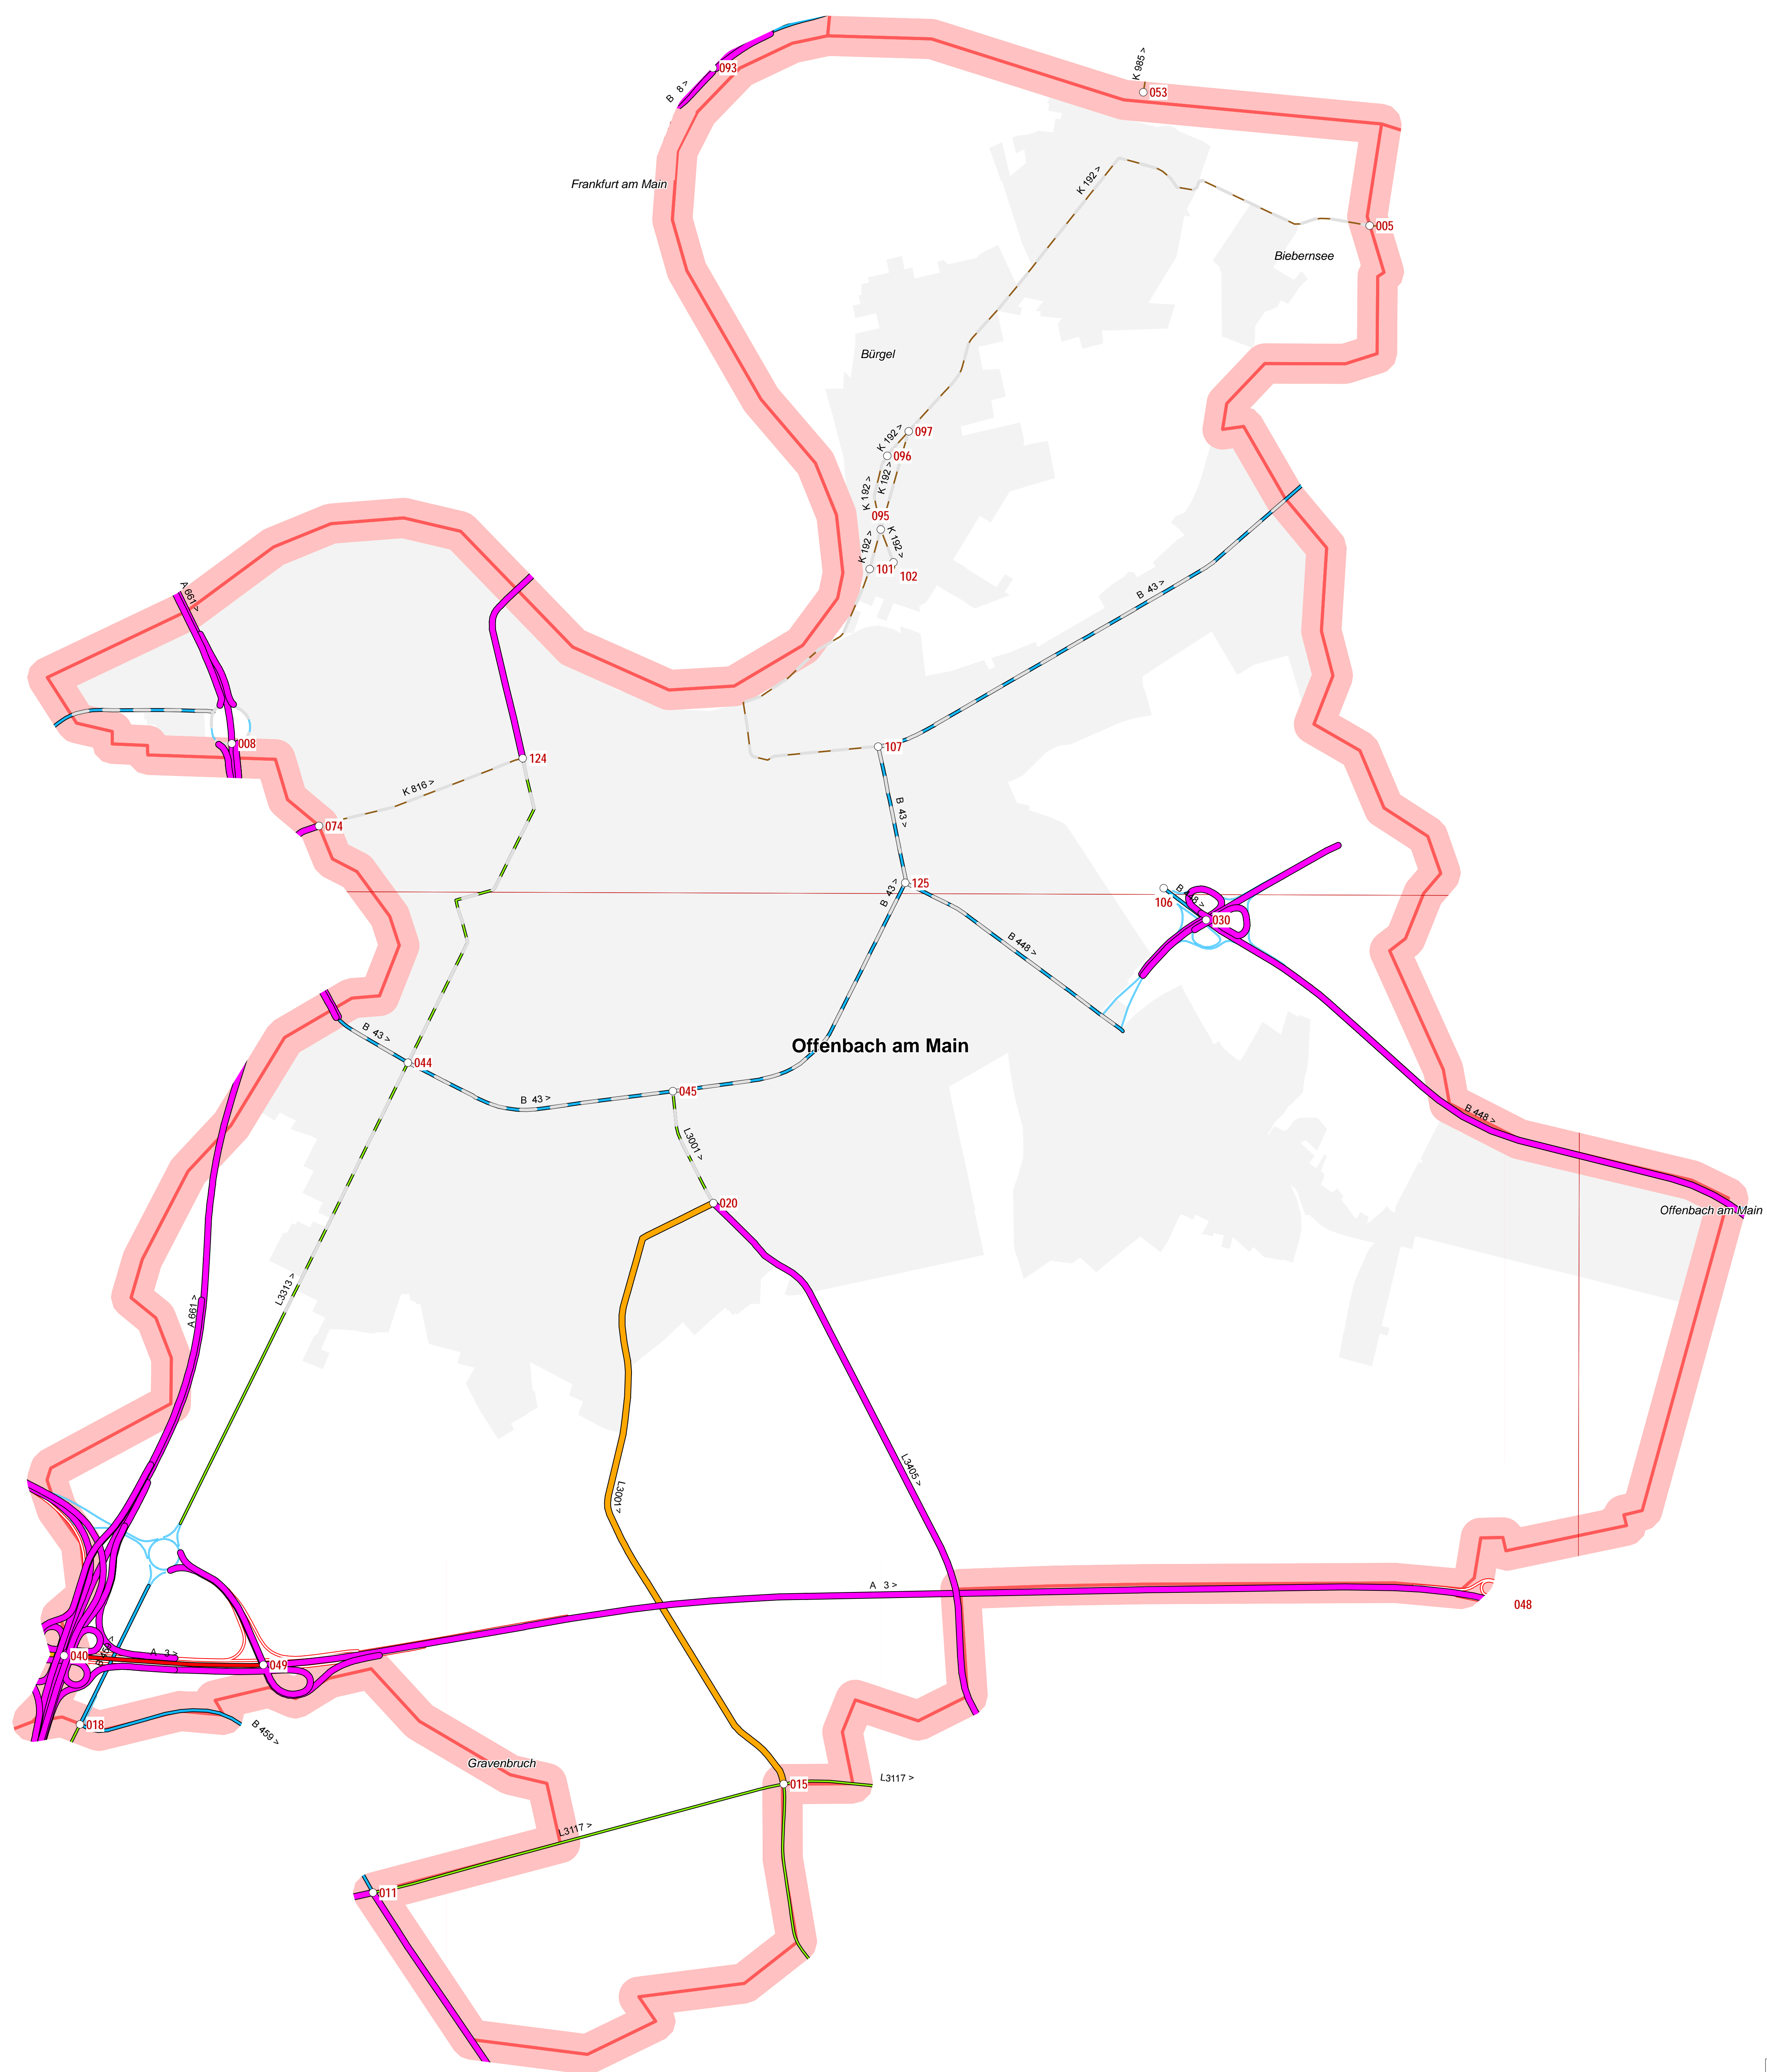 093
B   8 >
K 985 >
053
Frankfurt am Main
K 192 >
005
Biebernsee
Bürgel
097
K 192 >
096
K 192 >
K 192 >
095
K 192 >
K 192 >
101
102
A 661 >
B  43 >
008
107
124
K 816 >
B  43 >
074
125
B  43 >
106
030
B 448 >
B  43 >
Offenbach am Main
044
045
B  43 >
B 448 >
L3001 >
020
Offenbach am Main
L3313 >
A 661 >
L3405 >
L3001 >
A   3 >
048
040
A   3 >
049
018
B 459 >
Gravenbruch
015
L3117 >
L3117 >
011